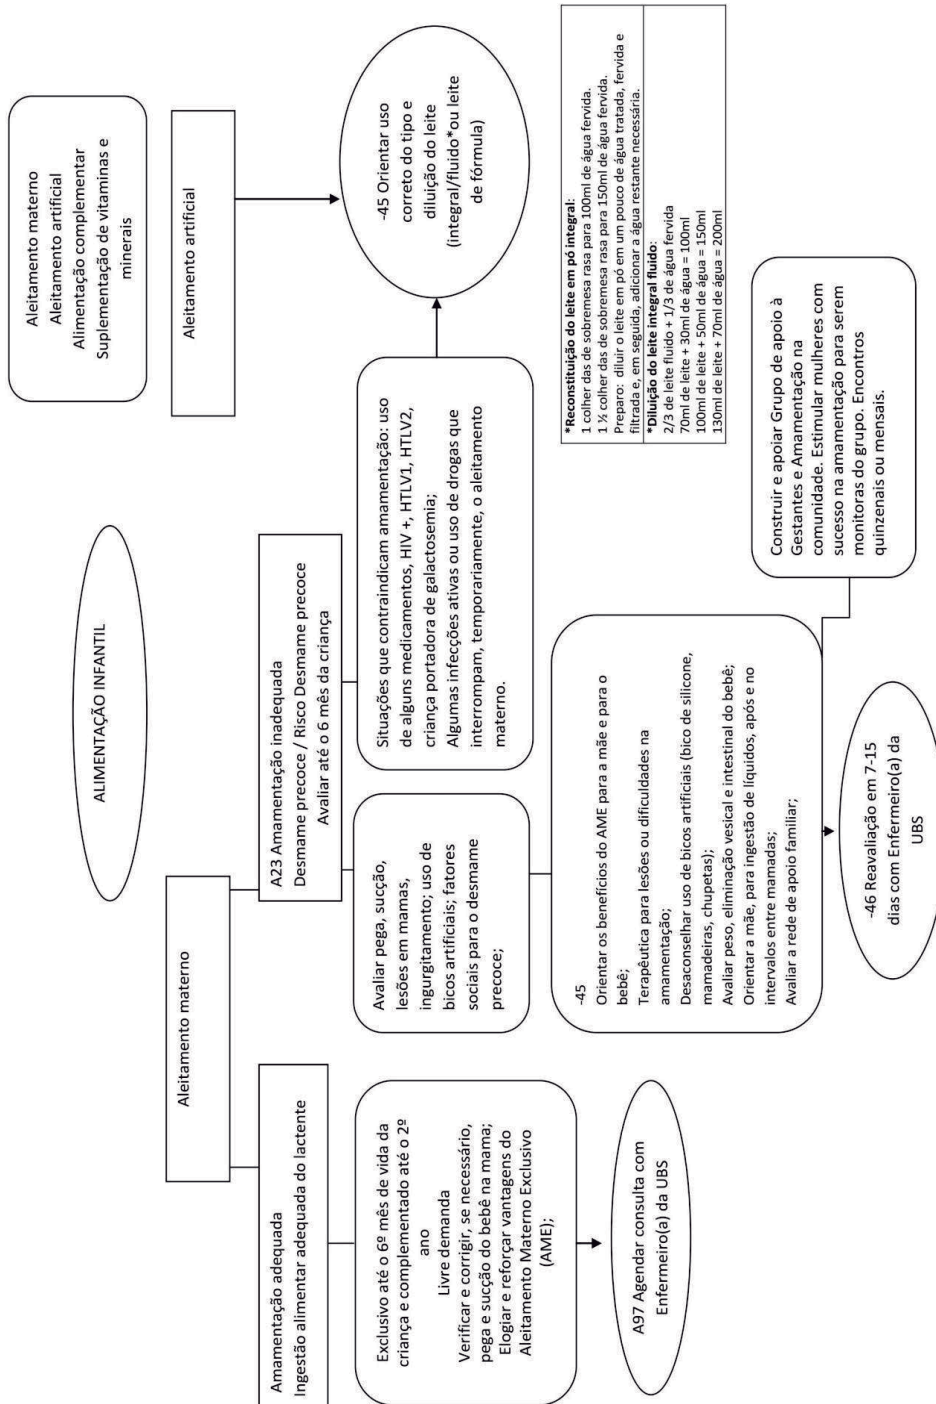 ALIMENTAÇÃO INFANTIL
Aleitamento materno
Aleitamento artificial
Alimentação complementar
Suplementação de vitaminas e
minerais
Aleitamento materno
Aleitamento artificial
Amamentação adequada
Ingestão alimentar adequada do lactente
A23 Amamentação inadequada
Desmame precoce / Risco Desmame precoce
Avaliar até o 6 mês da criança
Exclusivo até o 6º mês de vida da
criança e complementado até o 2º
ano
Livre demanda
Verificar e corrigir, se necessário,
pega e sucção do bebê na mama;
Elogiar e reforçar vantagens do
Aleitamento Materno Exclusivo
(AME);
Avaliar pega, sucção,
lesões em mamas,
ingurgitamento; uso de
bicos artificiais; fatores
sociais para o desmame
precoce;
Situações que contraindicam amamentação: uso
de alguns medicamentos, HIV +, HTLV1, HTLV2,
criança portadora de galactosemia;
Algumas infecções ativas ou uso de drogas que
interrompam, temporariamente, o aleitamento
materno.
-45 Orientar uso
correto do tipo e
diluição do leite
(integral/fluido*ou leite
de fórmula)
A97 Agendar consulta com
Enfermeiro(a) da UBS
-45
Orientar os benefícios do AME para a mãe e para o
bebê;
Terapêutica para lesões ou dificuldades na
amamentação;
Desaconselhar uso de bicos artificiais (bico de silicone,
mamadeiras, chupetas);
Avaliar peso, eliminação vesical e intestinal do bebê;
Orientar a mãe, para ingestão de líquidos, após e no
intervalos entre mamadas;
Avaliar a rede de apoio familiar;
*Reconstituição do leite em pó integral:
1 colher das de sobremesa rasa para 100ml de água fervida.
1 ½ colher das de sobremesa rasa para 150ml de água fervida.
Preparo: diluir o leite em pó em um pouco de água tratada, fervida e
filtrada e, em seguida, adicionar a água restante necessária.
*Diluição do leite integral fluido:
2/3 de leite fluido + 1/3 de água fervida
70ml de leite + 30ml de água = 100ml
100ml de leite + 50ml de água = 150ml
130ml de leite + 70ml de água = 200ml
Construir e apoiar Grupo de apoio à
Gestantes e Amamentação na
comunidade. Estimular mulheres com
sucesso na amamentação para serem
monitoras do grupo. Encontros
quinzenais ou mensais.
-46 Reavaliação em 7-15
dias com Enfermeiro(a) da
UBS